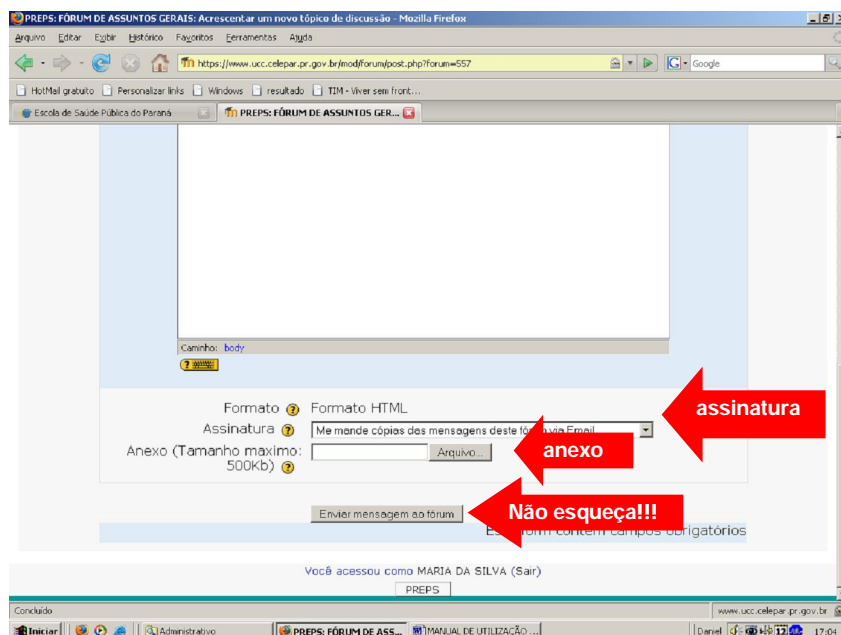 PREPS: FÓRUM DE ASSUNTOS GERAIS: Acrescentar um novo tópico de discussão - Mozilla Firefox
Arquivo Editar Exibir Histórico Favoritos Ferramentas Ajuda
https://www.ucc.celepar.pr.gov.br/mod/forum/post.php?forum=557
G Google
HotMail gratuito Personalizar links Windows resultado TIM - Viver sem front...
Escola de Saúde Pública do Paraná PREPS: FÓRUM DE ASSUNTOS GER...
Caminho: body
?
Formato ? Formato HTML
assinatura
Assinatura ? Me mande cópias das mensagens deste fórum via Email
Anexo (Tamanho maximo: 500Kb) ? Arquivo...
anexo
Enviar mensagem ao fórum
Não esqueça!!!
form contém campos obrigatórios
Você acessou como MARIA DA SILVA (Sair)
PREPS
Concluído www.ucc.celepar.pr.gov.br
Iniciar Administrativo PREPS: FÓRUM DE ASS... MANUAL DE UTILIZAÇÃO ... Daniel 12 17:04